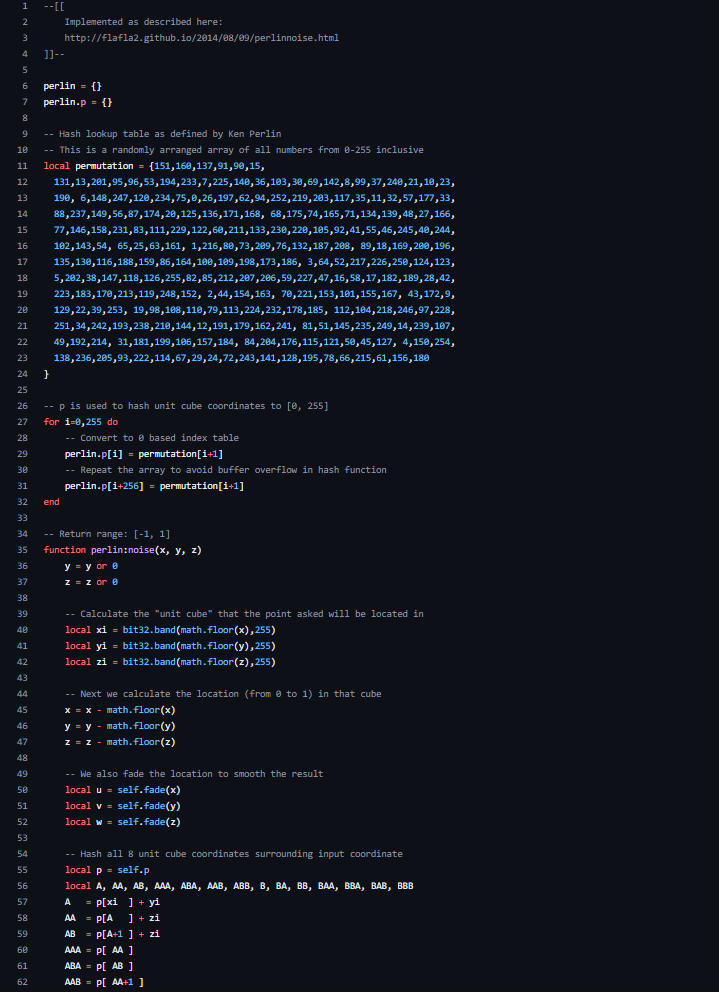 1 --[[
2     Implemented as described here:
3     http://flafla2.github.io/2014/08/09/perlinnoise.html
4 ]]--
5
6 perlin = {}
7 perlin.p = {}
8
9 -- Hash lookup table as defined by Ken Perlin
10 -- This is a randomly arranged array of all numbers from 0-255 inclusive
11 local permutation = {151,160,137,91,90,15,
12   131,13,201,95,96,53,194,233,7,225,140,36,103,30,69,142,8,99,37,240,21,10,23,
13   190, 6,148,247,120,234,75,0,26,197,62,94,252,219,203,117,35,11,32,57,177,33,
14   88,237,149,56,87,174,20,125,136,171,168, 68,175,74,165,71,134,139,48,27,166,
15   77,146,158,231,83,111,229,122,60,211,133,230,220,105,92,41,55,46,245,40,244,
16   102,143,54, 65,25,63,161, 1,216,80,73,209,76,132,187,208, 89,18,169,200,196,
17   135,130,116,188,159,86,164,100,109,198,173,186, 3,64,52,217,226,250,124,123,
18   5,202,38,147,118,126,255,82,85,212,207,206,59,227,47,16,58,17,182,189,28,42,
19   223,183,170,213,119,248,152, 2,44,154,163, 70,221,153,101,155,167, 43,172,9,
20   129,22,39,253, 19,98,108,110,79,113,224,232,178,185, 112,104,218,246,97,228,
21   251,34,242,193,238,210,144,12,191,179,162,241, 81,51,145,235,249,14,239,107,
22   49,192,214, 31,181,199,106,157,184, 84,204,176,115,121,50,45,127, 4,150,254,
23   138,236,205,93,222,114,67,29,24,72,243,141,128,195,78,66,215,61,156,180
24 }
25
26 -- p is used to hash unit cube coordinates to [0, 255]
27 for i=0,255 do
28     -- Convert to 0 based index table
29     perlin.p[i] = permutation[i+1]
30     -- Repeat the array to avoid buffer overflow in hash function
31     perlin.p[i+256] = permutation[i+1]
32 end
33
34 -- Return range: [-1, 1]
35 function perlin:noise(x, y, z)
36     y = y or 0
37     z = z or 0
38
39     -- Calculate the "unit cube" that the point asked will be located in
40     local xi = bit32.band(math.floor(x),255)
41     local yi = bit32.band(math.floor(y),255)
42     local zi = bit32.band(math.floor(z),255)
43
44     -- Next we calculate the location (from 0 to 1) in that cube
45     x = x - math.floor(x)
46     y = y - math.floor(y)
47     z = z - math.floor(z)
48
49     -- We also fade the location to smooth the result
50     local u = self.fade(x)
51     local v = self.fade(y)
52     local w = self.fade(z)
53
54     -- Hash all 8 unit cube coordinates surrounding input coordinate
55     local p = self.p
56     local A, AA, AB, AAA, ABA, AAB, ABB, B, BA, BB, BAA, BBA, BAB, BBB
57     A   = p[xi  ] + yi
58     AA  = p[A   ] + zi
59     AB  = p[A+1 ] + zi
60     AAA = p[ AA ]
61     ABA = p[ AB ]
62     AAB = p[ AA+1 ]